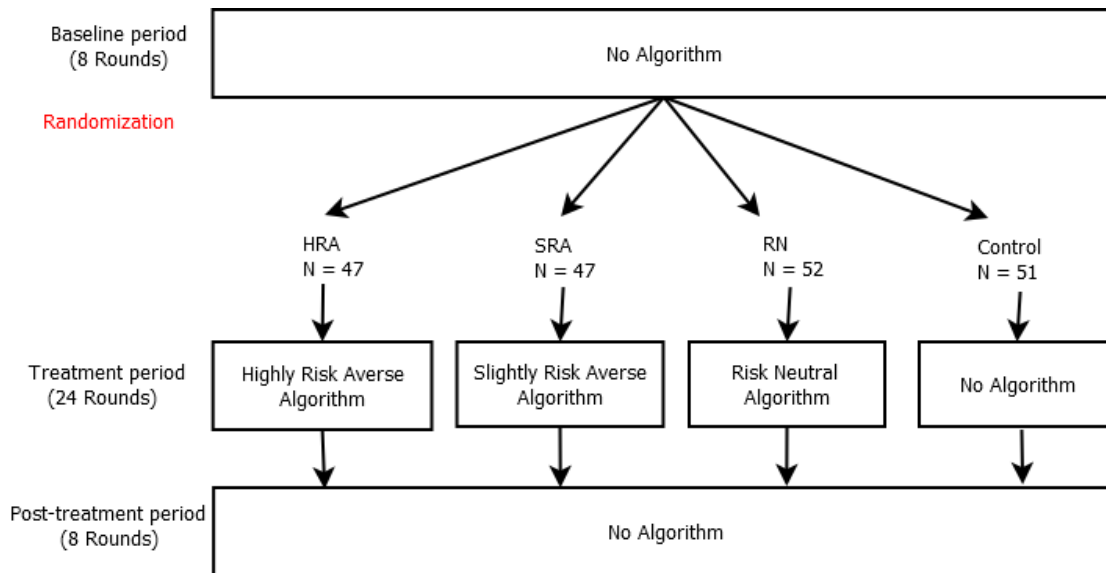 Baseline period
(8 Rounds)
No Algorithm
Randomization
HRA
N = 47
SRA
N = 47
RN
N = 52
Control
N = 51
Treatment period
(24 Rounds)
Highly Risk Averse
Algorithm
Slightly Risk Averse
Algorithm
Risk Neutral
Algorithm
No Algorithm
Post-treatment period
(8 Rounds)
No Algorithm